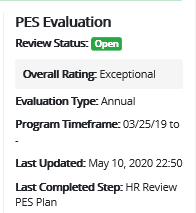 PES Evaluation
Review Status: Open
Overall Rating: Exceptional
Evaluation Type: Annual
Program Timeframe: 03/25/19 to
-
Last Updated: May 10, 2020 22:50
Last Completed Step: HR Review
PES Plan